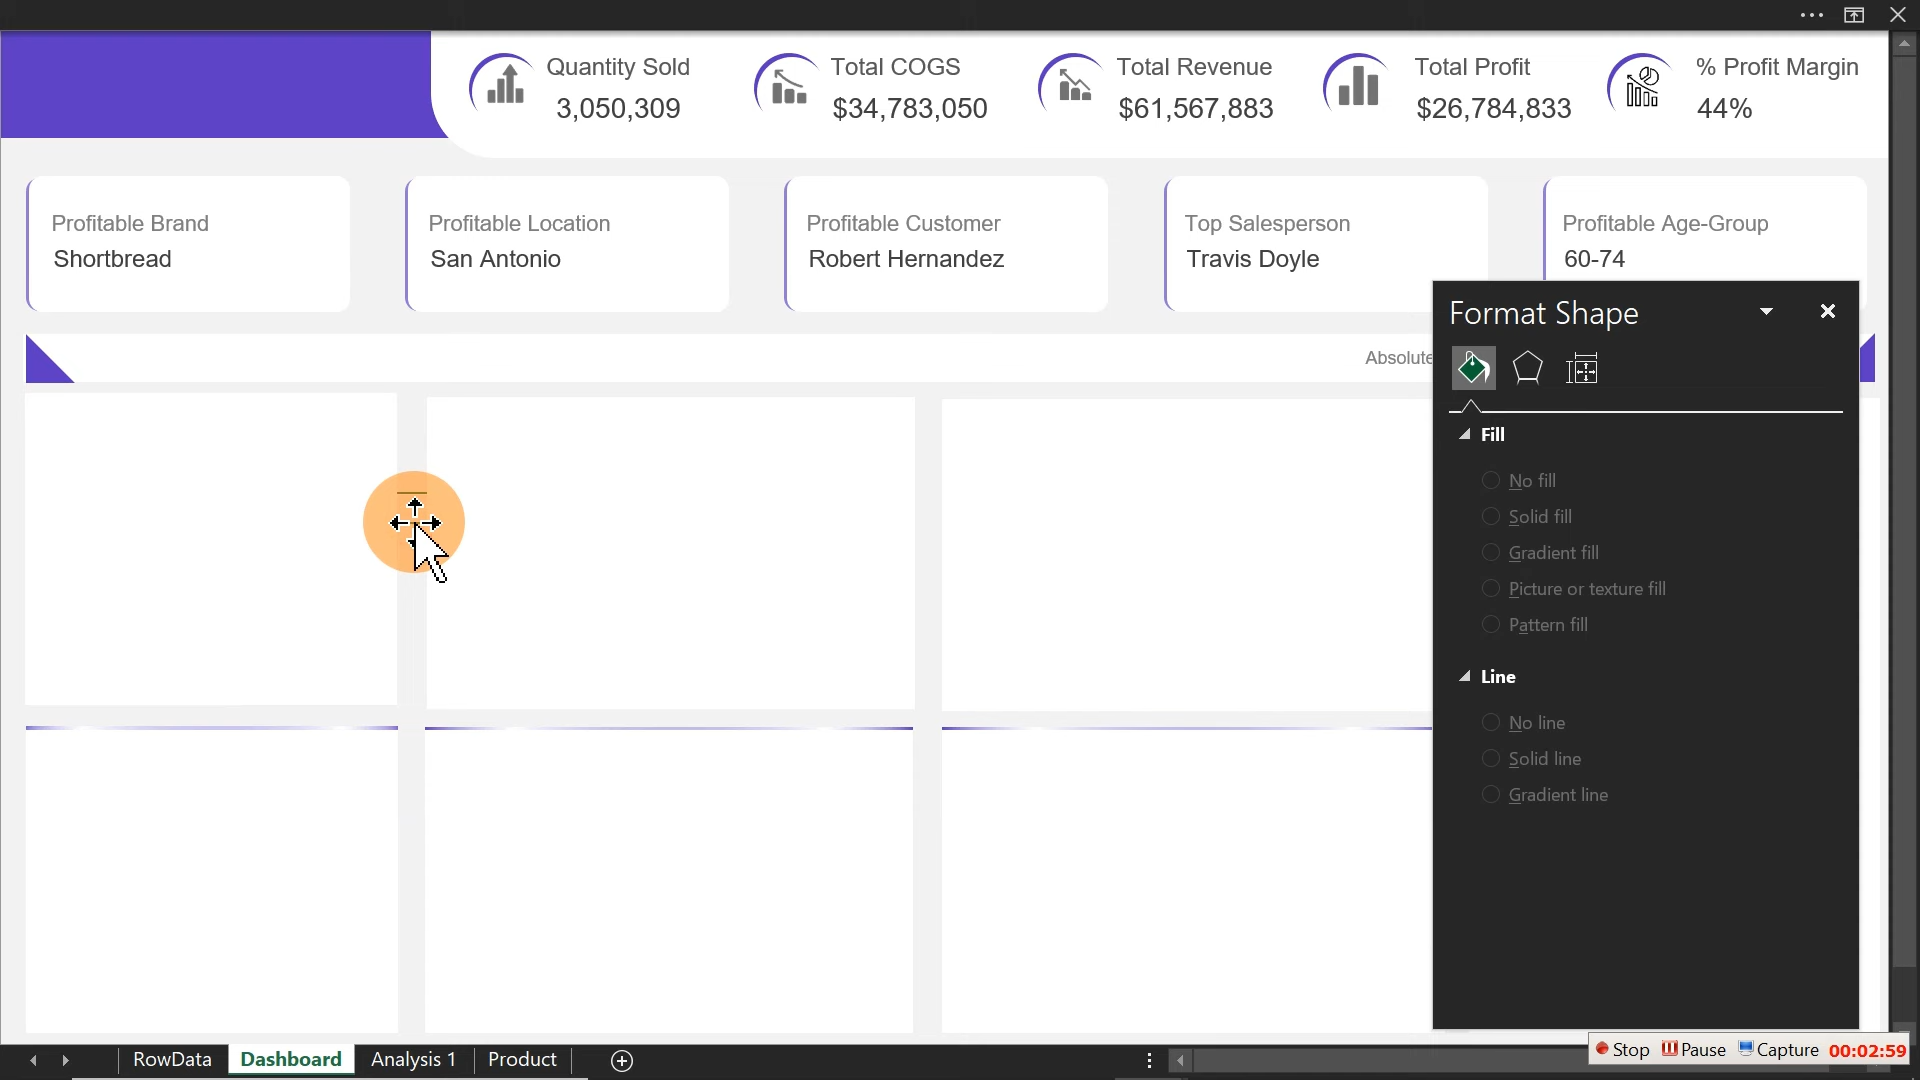 Quantity Sold
3,050,309
Total COGS
$34,783,050
Total Revenue
$61,567,883
Total Profit
$26,784,833
% Profit Margin
44%
Profitable Brand
Shortbread
Profitable Location
San Antonio
Profitable Customer
Robert Hernandez
Top Salesperson
Travis Doyle
Profitable Age-Group
60-74
Absolute
Format Shape
Fill
No fill
Solid fill
Gradient fill
Picture or texture fill
Pattern fill
Line
No line
Solid line
Gradient line
RowData
Dashboard
Analysis 1
Product
Stop
Pause
Capture
00:02:59